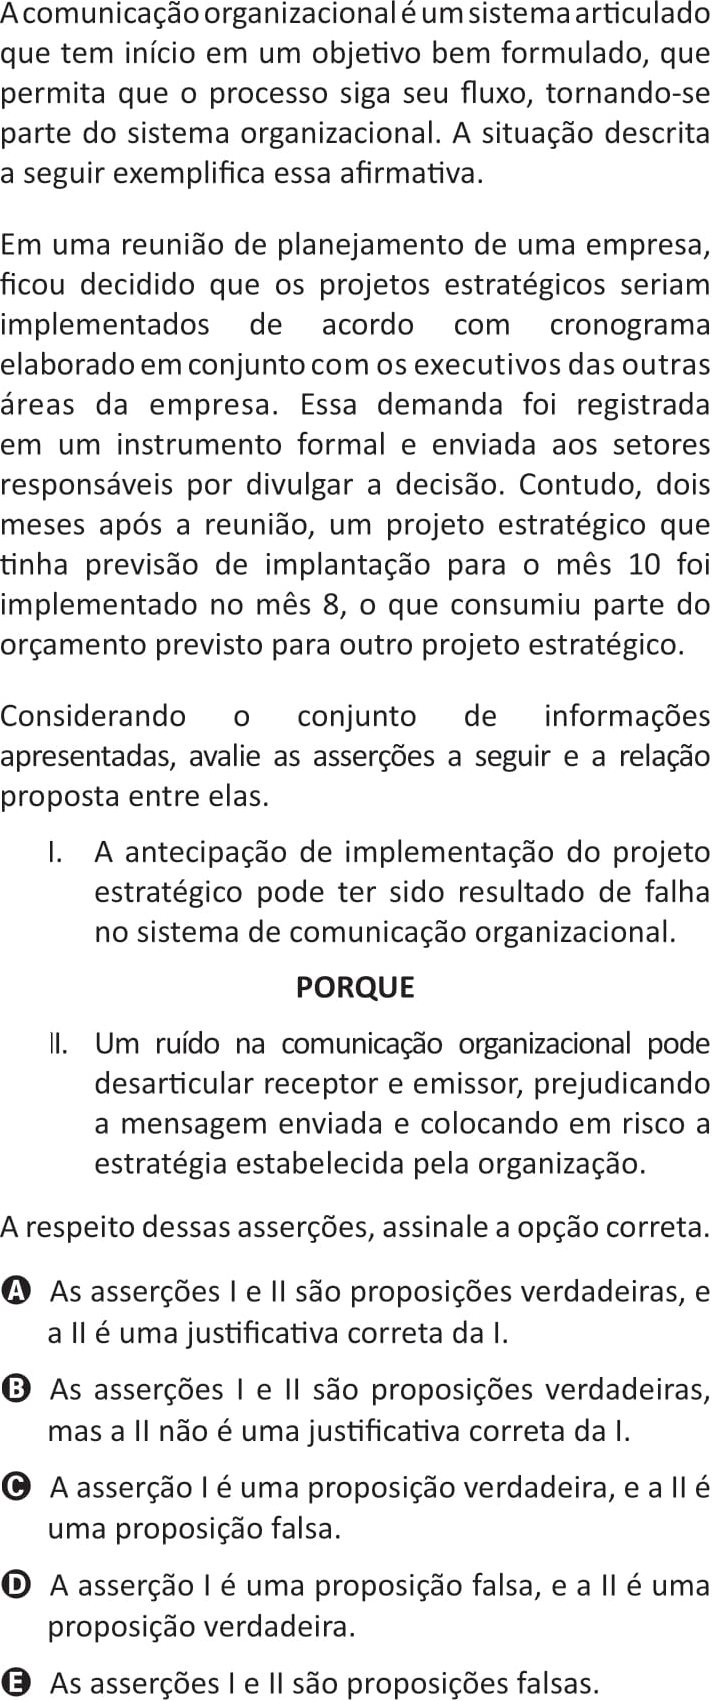 A comunicação organizacional é um sistema articulado
que tem início em um objetivo bem formulado, que
permita que o processo siga seu fluxo, tornando-se
parte do sistema organizacional. A situação descrita
a seguir exemplifica essa afirmativa.
Em uma reunião de planejamento de uma empresa,
ficou decidido que os projetos estratégicos seriam
implementados de acordo com cronograma
elaborado em conjunto com os executivos das outras
áreas da empresa. Essa demanda foi registrada
em um instrumento formal e enviada aos setores
responsáveis por divulgar a decisão. Contudo, dois
meses após a reunião, um projeto estratégico que
tinha previsão de implantação para o mês 10 foi
implementado no mês 8, o que consumiu parte do
orçamento previsto para outro projeto estratégico.
Considerando o conjunto de informações
apresentadas, avalie as asserções a seguir e a relação
proposta entre elas.
I. A antecipação de implementação do projeto
estratégico pode ter sido resultado de falha
no sistema de comunicação organizacional.
PORQUE
II. Um ruído na comunicação organizacional pode
desarticular receptor e emissor, prejudicando
a mensagem enviada e colocando em risco a
estratégia estabelecida pela organização.
A respeito dessas asserções, assinale a opção correta.
A As asserções I e II são proposições verdadeiras, e
a II é uma justificativa correta da I.
B As asserções I e II são proposições verdadeiras,
mas a II não é uma justificativa correta da I.
C A asserção I é uma proposição verdadeira, e a II é
uma proposição falsa.
D A asserção I é uma proposição falsa, e a II é uma
proposição verdadeira.
E As asserções I e II são proposições falsas.